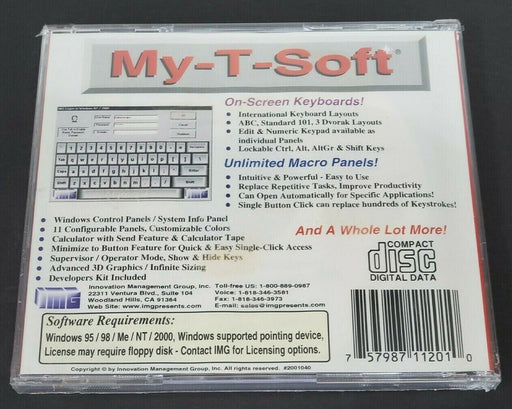 My-T-Soft®
On-Screen Keyboards!
• International Keyboard Layouts
• ABC, Standard 101, 3 Dvorak Layouts
• Edit & Numeric Keypad available as
individual Panels
• Lockable Ctrl, Alt, AltGr & Shift Keys
Unlimited Macro Panels!
• Intuitive & Powerful - Easy to Use
• Replace Repetitive Tasks, Improve Productivity
• Can Open Automatically for Specific Applications!
• Single Button Click can replace hundreds of Keystrokes!
• Windows Control Panels / System Info Panel
• 11 Configurable Panels, Customizable Colors
• Calculator with Send Feature & Calculator Tape
• Minimize to Button Feature for Quick & Easy Single-Click Access
• Supervisor / Operator Mode, Show & Hide Keys
• Advanced 3D Graphics / Infinite Sizing
• Developers Kit Included
And A Whole Lot More!
COMPACT
disc
DIGITAL DATA
IMG
Innovation Management Group, Inc.
22311 Ventura Blvd., Suite 104
Woodland Hills, CA 91364
Web Site: www.imgpresents.com
Toll-free US: 1-800-889-0987
Voice: 1-818-346-3581
Fax: 1-818-346-3973
E-mail: sales@imgpresents.com
Software Requirements:
Windows 95 / 98 / Me / NT / 2000, Windows supported pointing device,
License may require floppy disk - Contact IMG for Licensing options.
7 57987 11201 0
Copyright © by Innovation Management Group, Inc. All rights reserved. #2001040